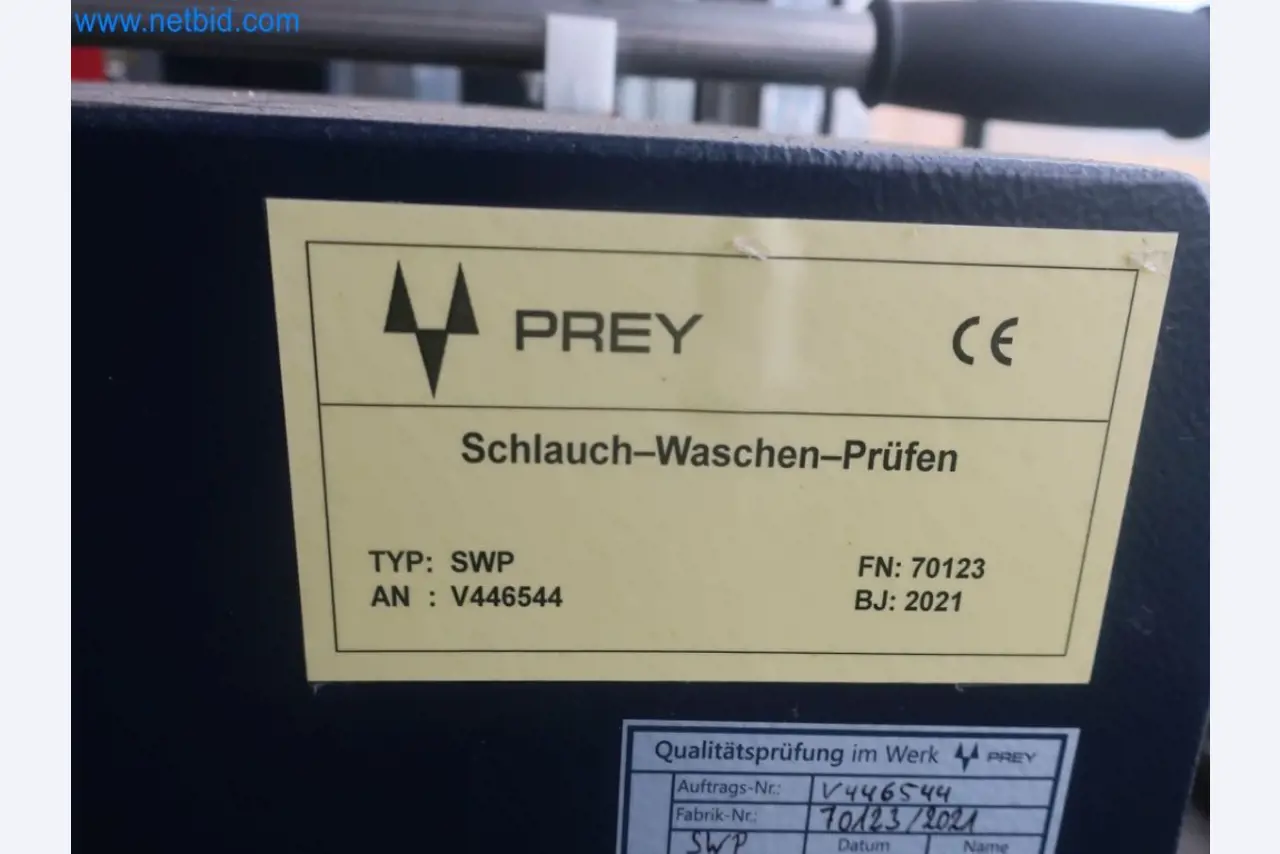 www.netbid.com
PREY CE
Schlauch–Waschen–Prüfen
TYP: SWP FN: 70123
AN : V446544 BJ: 2021
Qualitätsprüfung im Werk PREY
Auftrags-Nr.: V446544
Fabrik-Nr.: 70123/2021
SWP Datum Name